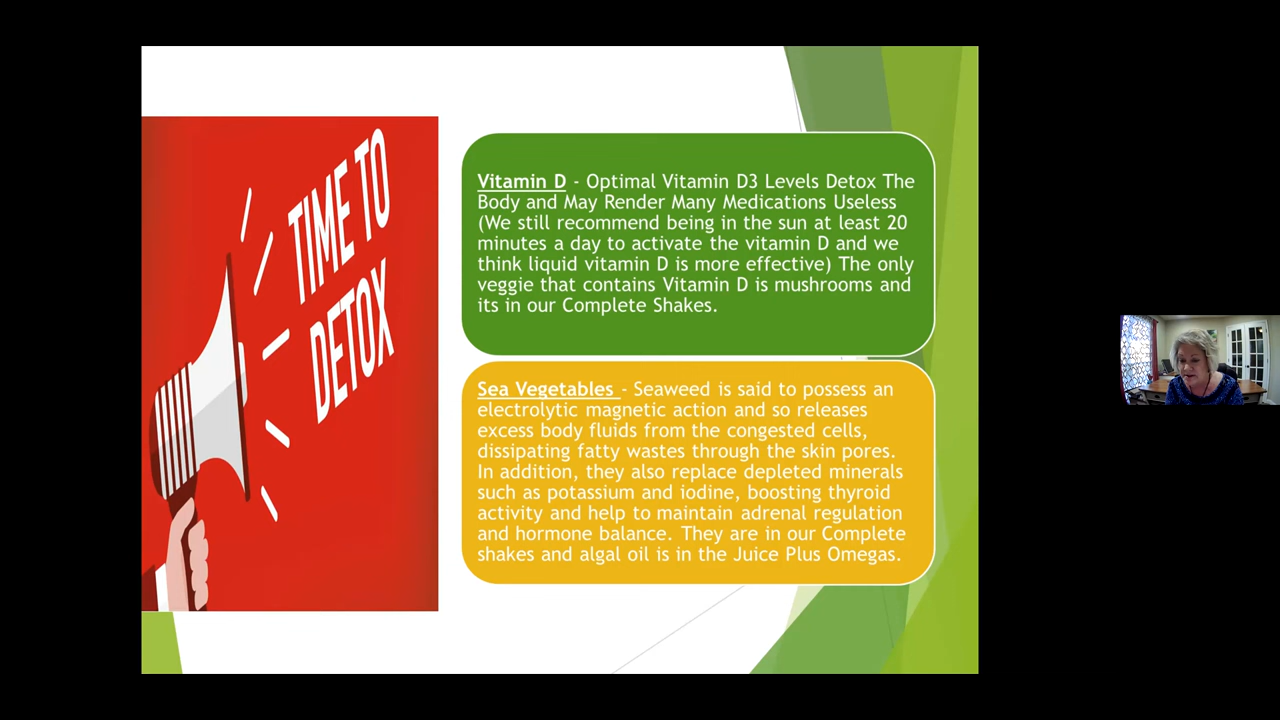 TIME TO
DETOX
Vitamin D - Optimal Vitamin D3 Levels Detox The
Body and May Render Many Medications Useless
(We still recommend being in the sun at least 20
minutes a day to activate the vitamin D and we
think liquid vitamin D is more effective) The only
veggie that contains Vitamin D is mushrooms and
its in our Complete Shakes.
Sea Vegetables - Seaweed is said to possess an
electrolytic magnetic action and so releases
excess body fluids from the congested cells,
dissipating fatty wastes through the skin pores.
In addition, they also replace depleted minerals
such as potassium and iodine, boosting thyroid
activity and help to maintain adrenal regulation
and hormone balance. They are in our Complete
shakes and algal oil is in the Juice Plus Omegas.